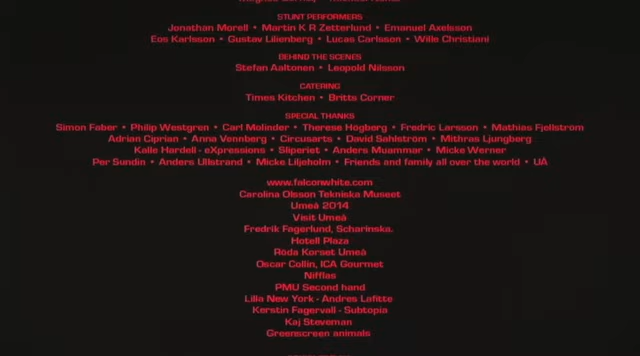 STUNT PERFORMERS
Jonathan Morell • Martin K R Zetterlund • Emanuel Axelsson
Eos Karlsson • Gustav Lilienberg • Lucas Carlsson • Wille Christiani
BEHIND THE SCENES
Stefan Aaltonen • Leopold Nilsson
CATERING
Times Kitchen • Britts Corner
SPECIAL THANKS
Simon Faber • Philip Westgren • Carl Molinder • Therese Högberg • Fredric Larsson • Mathias Fjellström
Adrian Ciprian • Anna Vennberg • Circusarts • David Sahlström • Mithras Ljungberg
Kalle Hardell - eXpressions • Sliperiet • Anders Muammar • Micke Werner
Per Sundin • Anders Ullstrand • Micke Liljeholm • Friends and family all over the world • UÅ
www.falconwhite.com
Carolina Olsson Tekniska Museet
Umeå 2014
Visit Umeå
Fredrik Fagerlund, Scharinska.
Hotell Plaza
Röda Korset Umeå
Oscar Collin, ICA Gourmet
Nifflas
PMU Second hand
Lilla New York - Andres Lafitte
Kerstin Fagervall - Subtopia
Kaj Steveman
Greenscreen animals